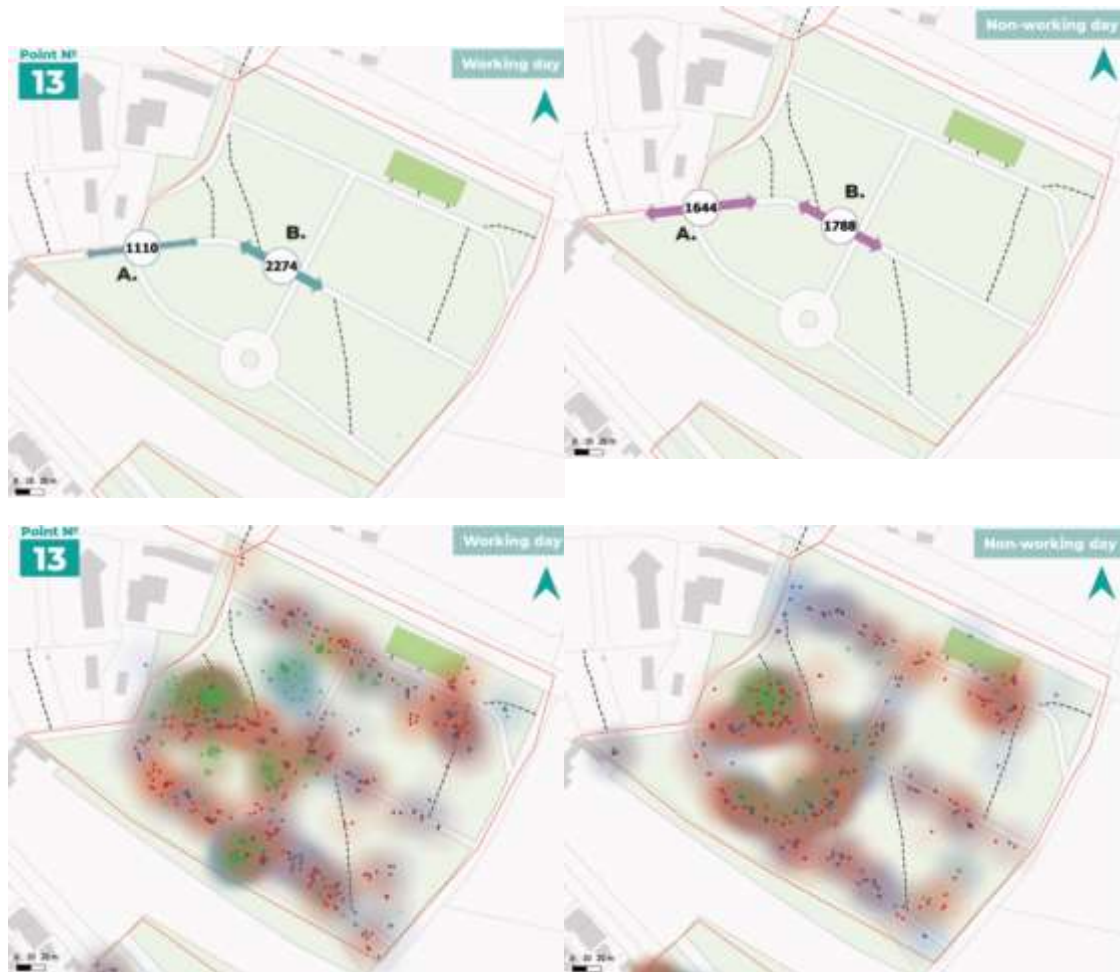 Point №
13
Working day
1110
A.
B.
2274
Non-working day
1644
A.
B.
1788
Point №
13
Working day
Non-working day